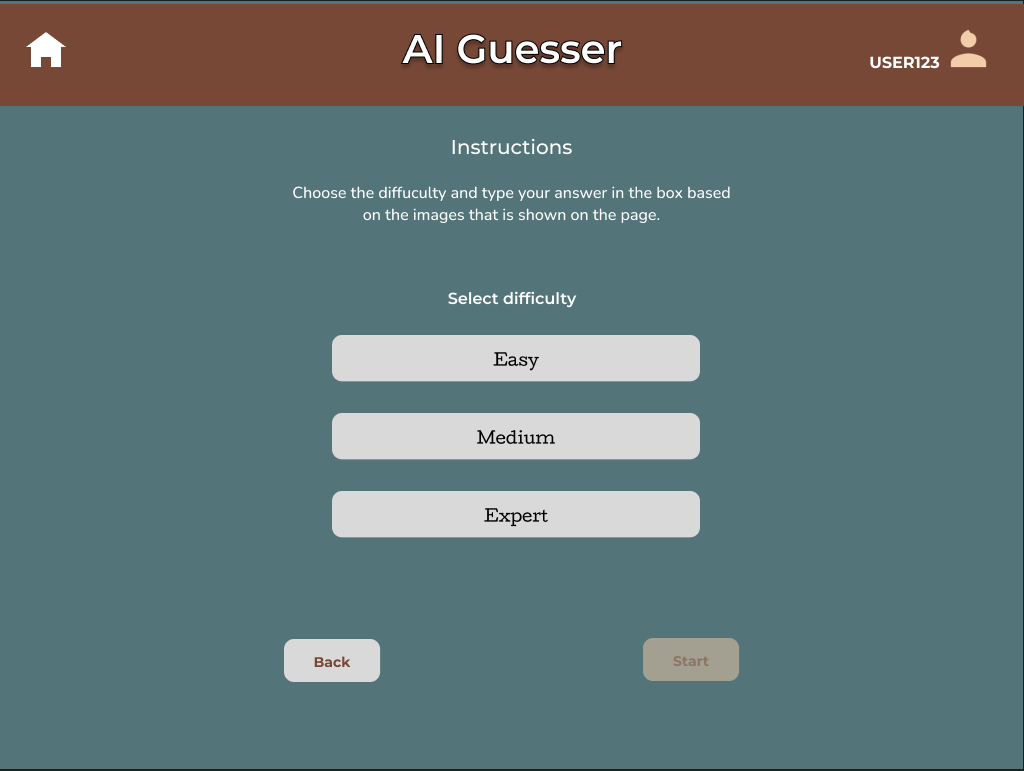 AI Guesser
USER123
Instructions
Choose the diffuculty and type your answer in the box based
on the images that is shown on the page.
Select difficulty
Easy
Medium
Expert
Back
Start